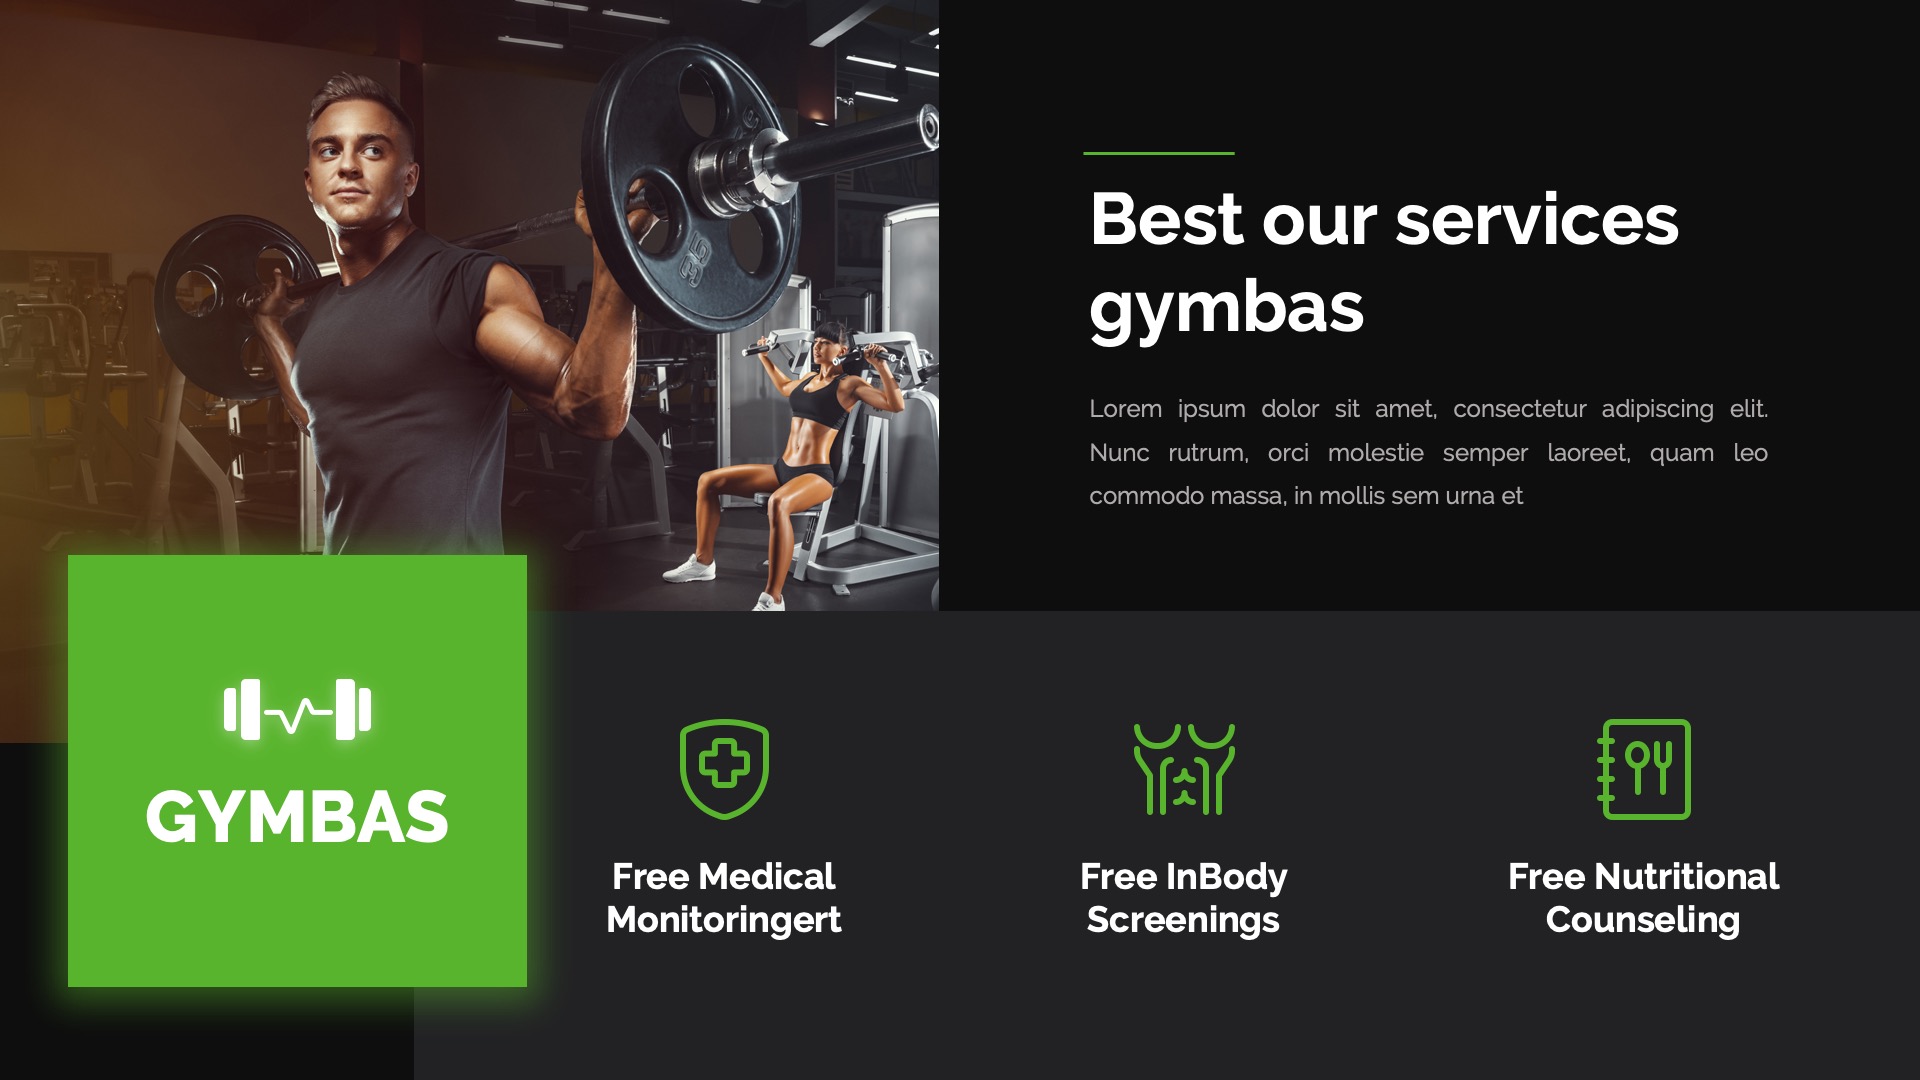 35
Best our services
gymbas
Lorem ipsum dolor sit amet, consectetur adipiscing elit.
Nunc rutrum, orci molestie semper laoreet, quam leo
commodo massa, in mollis sem urna et
GYMBAS
Free Medical
Monitoringert
Free InBody
Screenings
Free Nutritional
Counseling